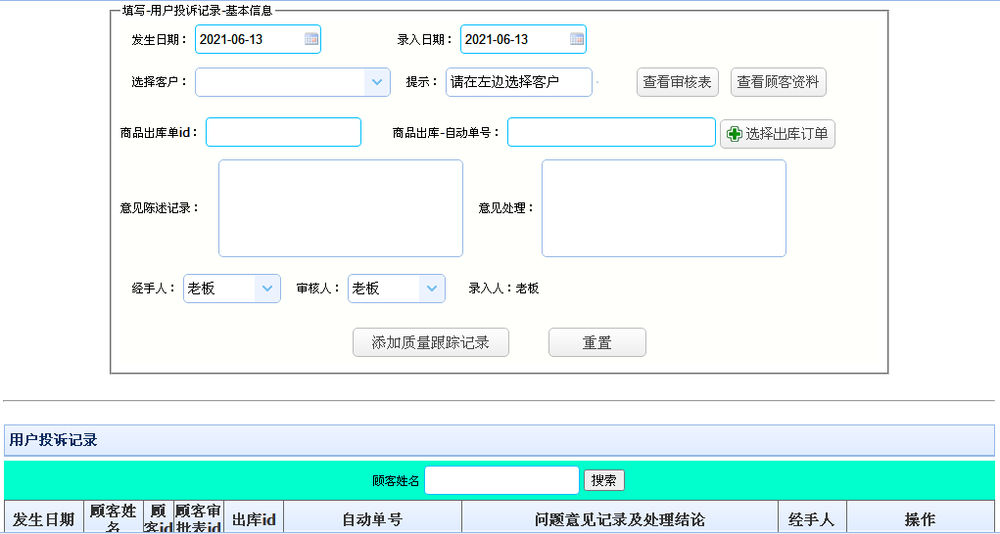 填写-用户投诉记录-基本信息
发生日期： 2021-06-13 录入日期： 2021-06-13
选择客户： 提示： 请在左边选择客户 查看审核表 查看顾客资料
商品出库单id： 商品出库-自动单号： 选择出库订单
意见陈述记录： 意见处理：
经手人： 老板 审核人： 老板 录入人：老板
添加质量跟踪记录 重置
用户投诉记录
顾客姓名 搜索
发生日期 顾客姓名 顾客id 顾客审批表id 出库id 自动单号 问题意见记录及处理结论 经手人 操作